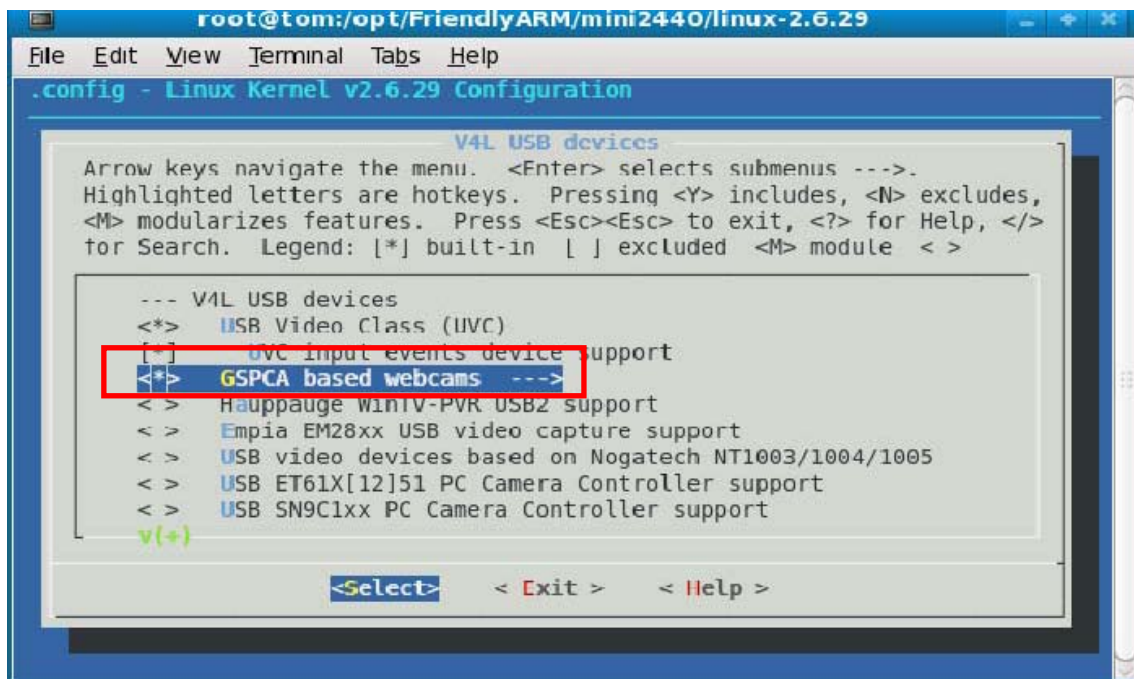 root@tom:/opt/FriendlyARM/mini2440/linux-2.6.29
File Edit View Terminal Tabs Help
.config - Linux Kernel v2.6.29 Configuration
V4L USB devices
Arrow keys navigate the menu. <Enter> selects submenus --->.
Highlighted letters are hotkeys. Pressing <Y> includes, <N> excludes,
<M> modularizes features. Press <Esc><Esc> to exit, <?> for Help, </>
for Search. Legend: [*] built-in [ ] excluded <M> module < >
--- V4L USB devices
<*> USB Video Class (UVC)
[*] UVC input events device support
<*> GSPCA based webcams --->
< > Hauppauge WinTV-PVR USB2 support
< > Empia EM28xx USB video capture support
< > USB video devices based on Nogatech NT1003/1004/1005
< > USB ET61X[12]51 PC Camera Controller support
< > USB SN9C1xx PC Camera Controller support
v(+)
<Select> < Exit > < Help >